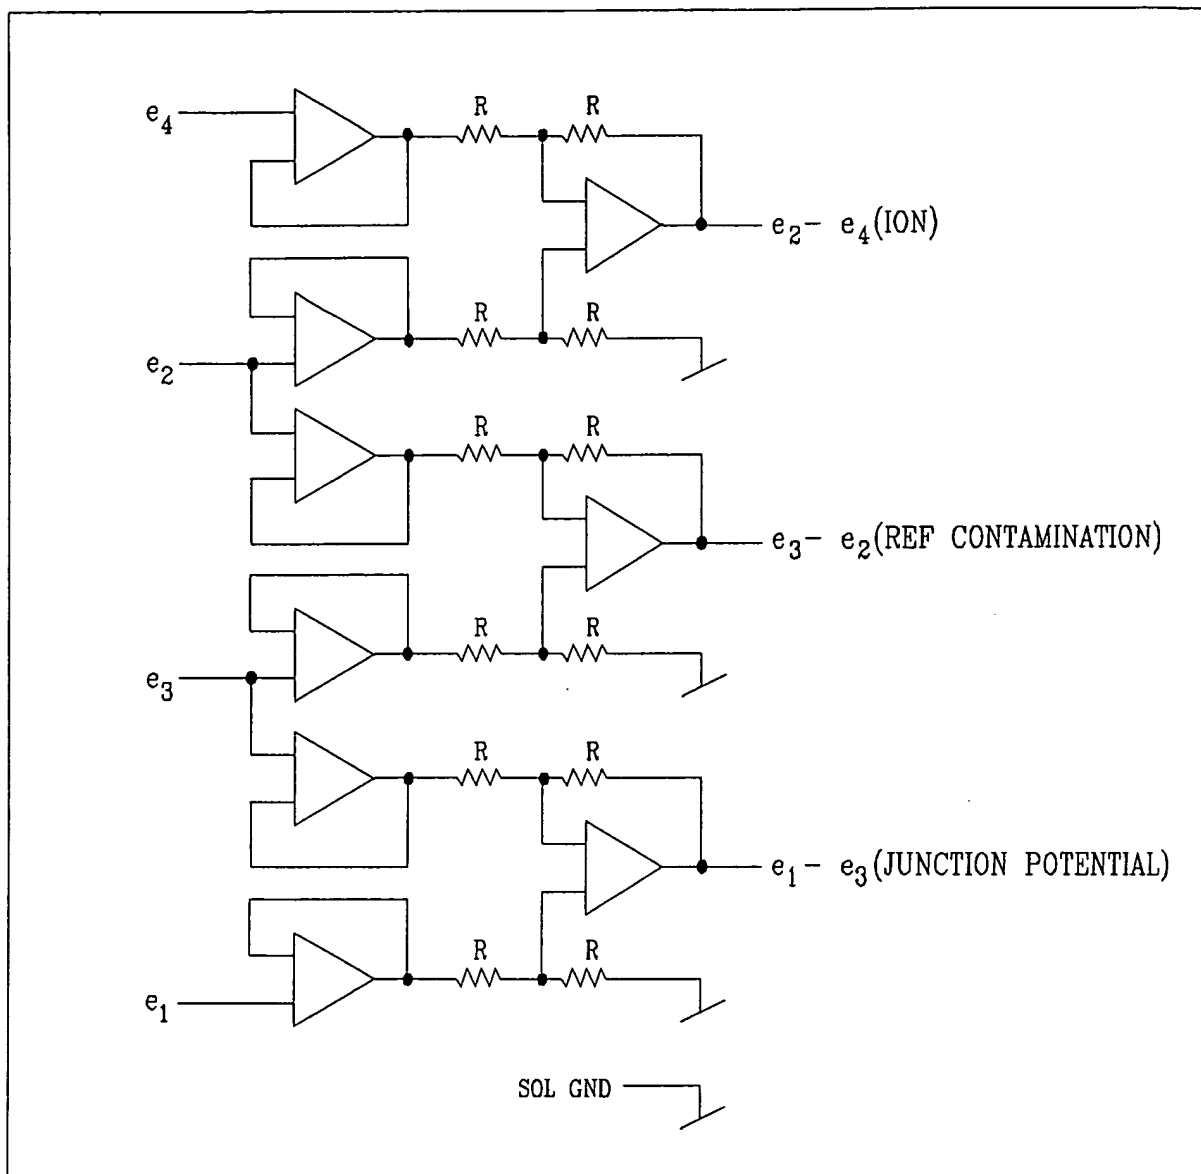 R R
e4
e2 - e4 (ION)
R R
e2
R R
e3 - e2 (REF CONTAMINATION)
R R
e3
R R
e1 - e3 (JUNCTION POTENTIAL)
R R
e1
SOL GND